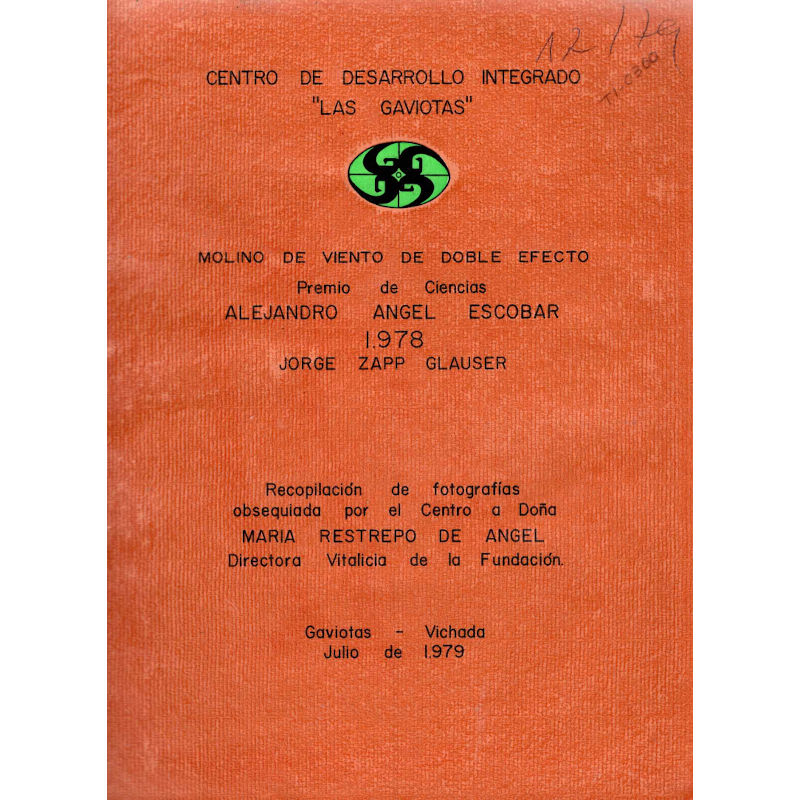 12/79
T1-0300
CENTRO DE DESARROLLO INTEGRADO
"LAS GAVIOTAS"
MOLINO DE VIENTO DE DOBLE EFECTO
Premio de Ciencias
ALEJANDRO ANGEL ESCOBAR
1.978
JORGE ZAPP GLAUSER
Recopilación de fotografías
obsequiada por el Centro a Doña
MARIA RESTREPO DE ANGEL
Directora Vitalicia de la Fundación.
Gaviotas - Vichada
Julio de 1.979